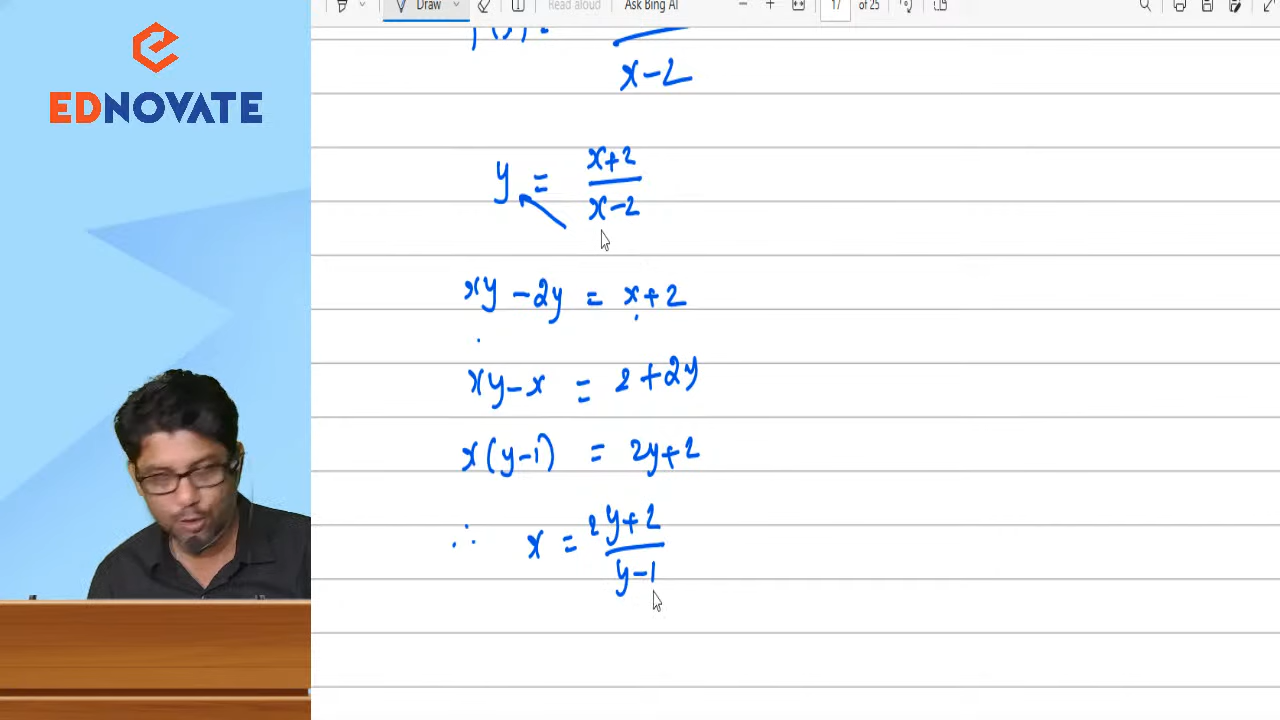 Draw Read aloud Ask Bing AI 17 of 25
EDNOVATE
x-2
y = x+2 / x-2
xy - 2y = x+2
xy - x = 2+2y
x(y-1) = 2y+2
∴ x = 2y+2 / y-1